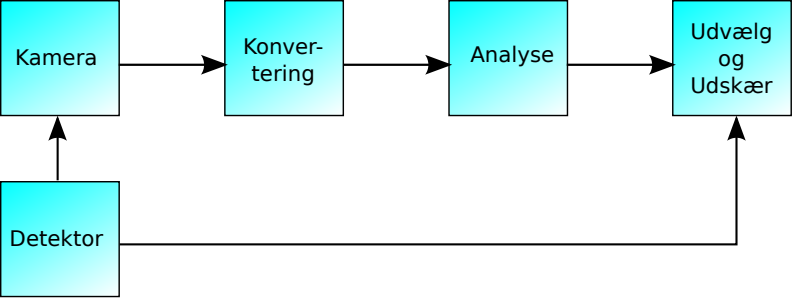 Kamera
Konver-
tering
Analyse
Udvælg
og
Udskær
Detektor